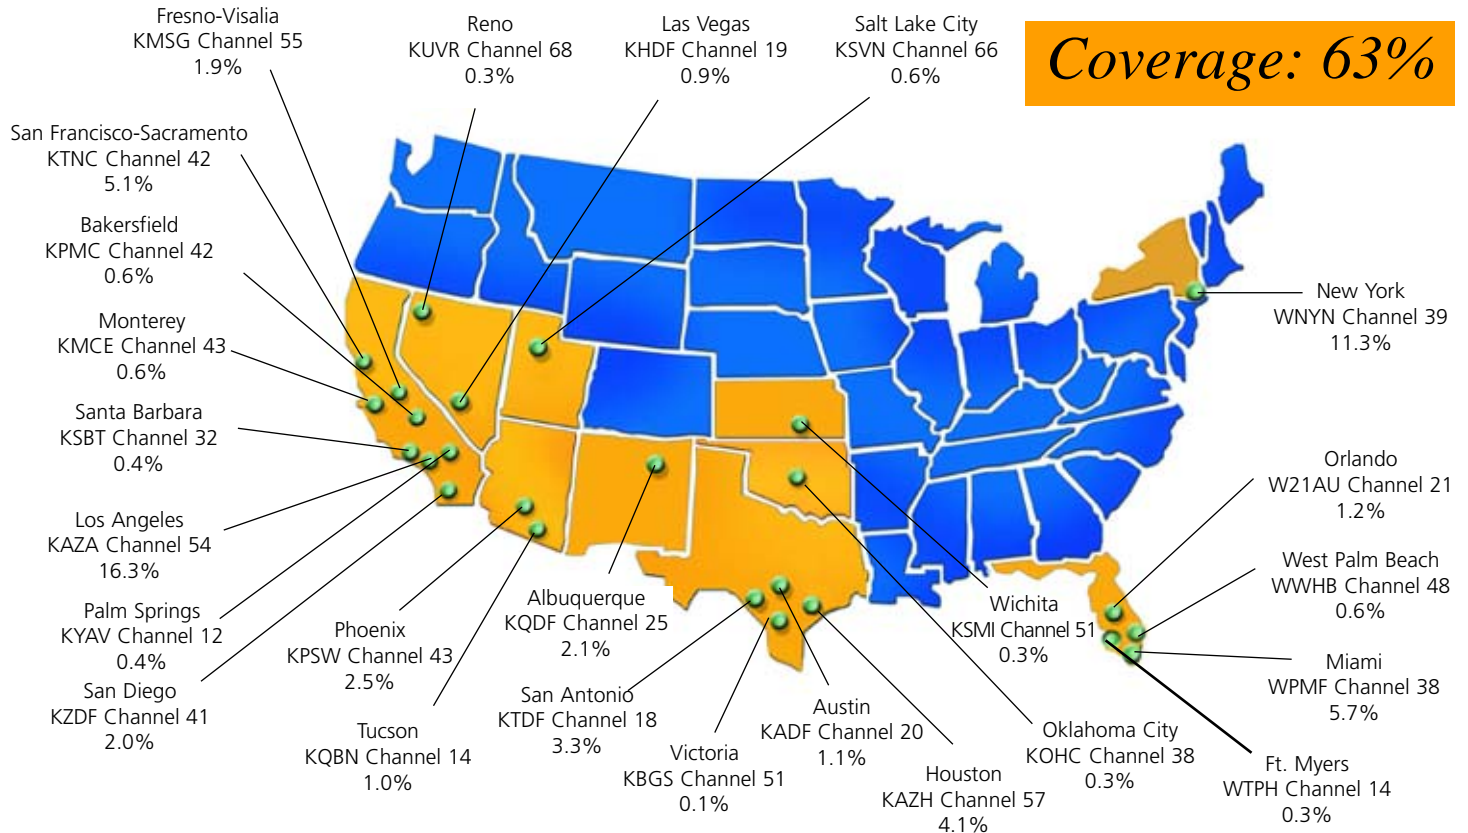 Fresno-Visalia
KMSG Channel 55
1.9%
Reno
KUVR Channel 68
0.3%
Las Vegas
KHDF Channel 19
0.9%
Salt Lake City
KSVN Channel 66
0.6%
Coverage: 63%
San Francisco-Sacramento
KTNC Channel 42
5.1%
Bakersfield
KPMC Channel 42
0.6%
Monterey
KMCE Channel 43
0.6%
Santa Barbara
KSBT Channel 32
0.4%
Los Angeles
KAZA Channel 54
16.3%
Palm Springs
KYAV Channel 12
0.4%
San Diego
KZDF Channel 41
2.0%
Phoenix
KPSW Channel 43
2.5%
Tucson
KQBN Channel 14
1.0%
Albuquerque
KQDF Channel 25
2.1%
San Antonio
KTDF Channel 18
3.3%
Victoria
KBGS Channel 51
0.1%
Austin
KADF Channel 20
1.1%
Houston
KAZH Channel 57
4.1%
Wichita
KSMI Channel 51
0.3%
Oklahoma City
KOHC Channel 38
0.3%
New York
WNYN Channel 39
11.3%
Orlando
W21AU Channel 21
1.2%
West Palm Beach
WWHB Channel 48
0.6%
Miami
WPMF Channel 38
5.7%
Ft. Myers
WTPH Channel 14
0.3%